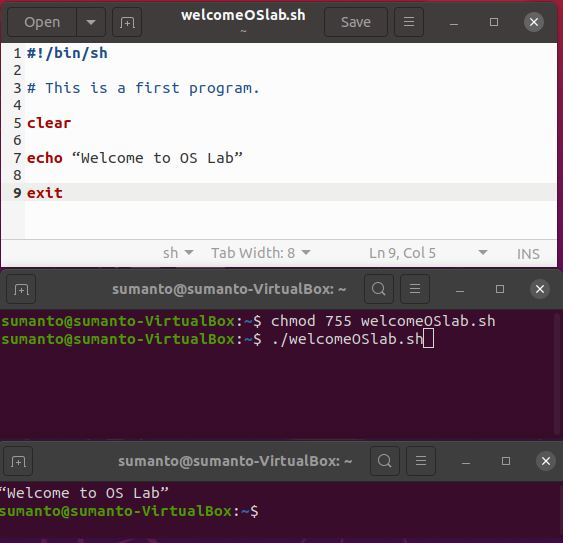 Open welcomeOSlab.sh Save
~
1 #!/bin/sh
2
3 # This is a first program.
4
5 clear
6
7 echo “Welcome to OS Lab”
8
9 exit
sh Tab Width: 8 Ln 9, Col 5 INS
sumanto@sumanto-VirtualBox: ~
sumanto@sumanto-VirtualBox:~$ chmod 755 welcomeOSlab.sh
sumanto@sumanto-VirtualBox:~$ ./welcomeOSlab.sh
sumanto@sumanto-VirtualBox: ~
“Welcome to OS Lab”
sumanto@sumanto-VirtualBox:~$